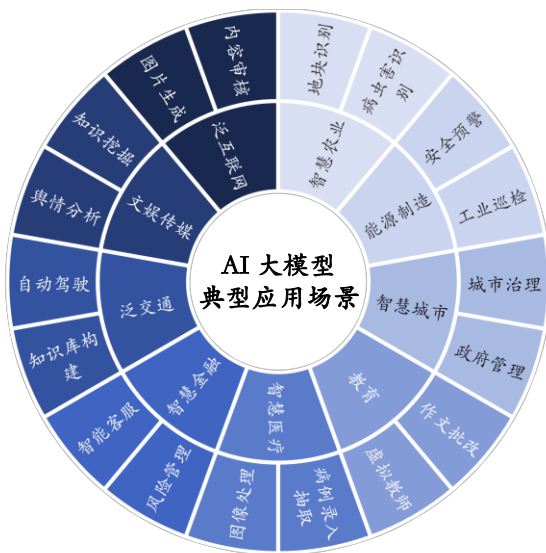 AI 大模型
典型应用场景
智慧农业
地块识别
病虫害识
别
能源制造
安全预警
工业巡检
智慧城市
城市治理
政府管理
教育
作文批改
虚拟教师
智慧医疗
病例录入
抽取
图像处理
智慧金融
风险管理
智能客服
泛交通
知识库构
建
自动驾驶
文娱传媒
舆情分析
知识挖掘
泛互联网
图片生成
内容审核